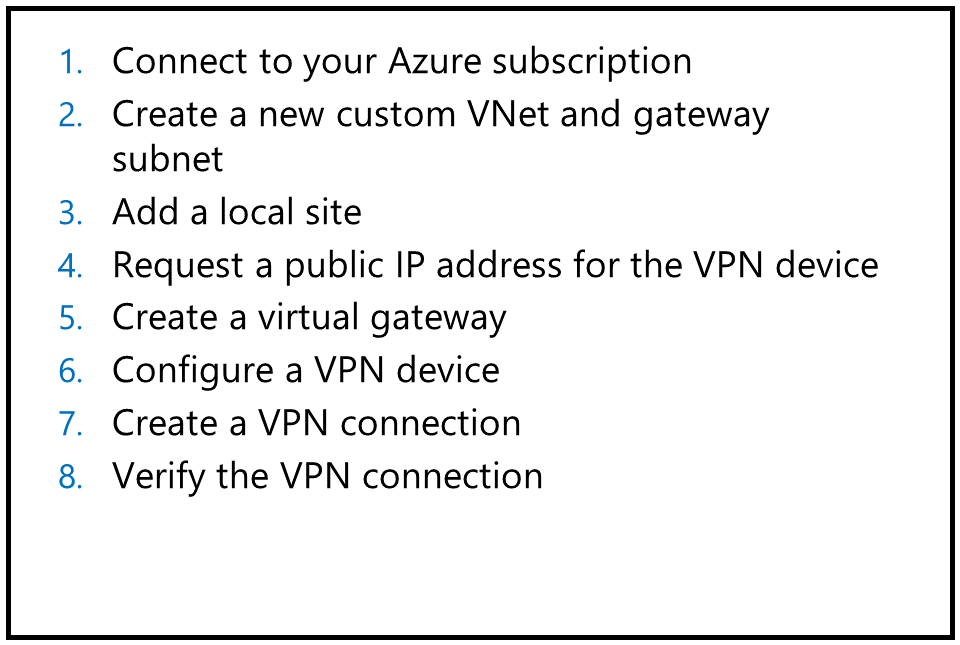 1. Connect to your Azure subscription
2. Create a new custom VNet and gateway
subnet
3. Add a local site
4. Request a public IP address for the VPN device
5. Create a virtual gateway
6. Configure a VPN device
7. Create a VPN connection
8. Verify the VPN connection